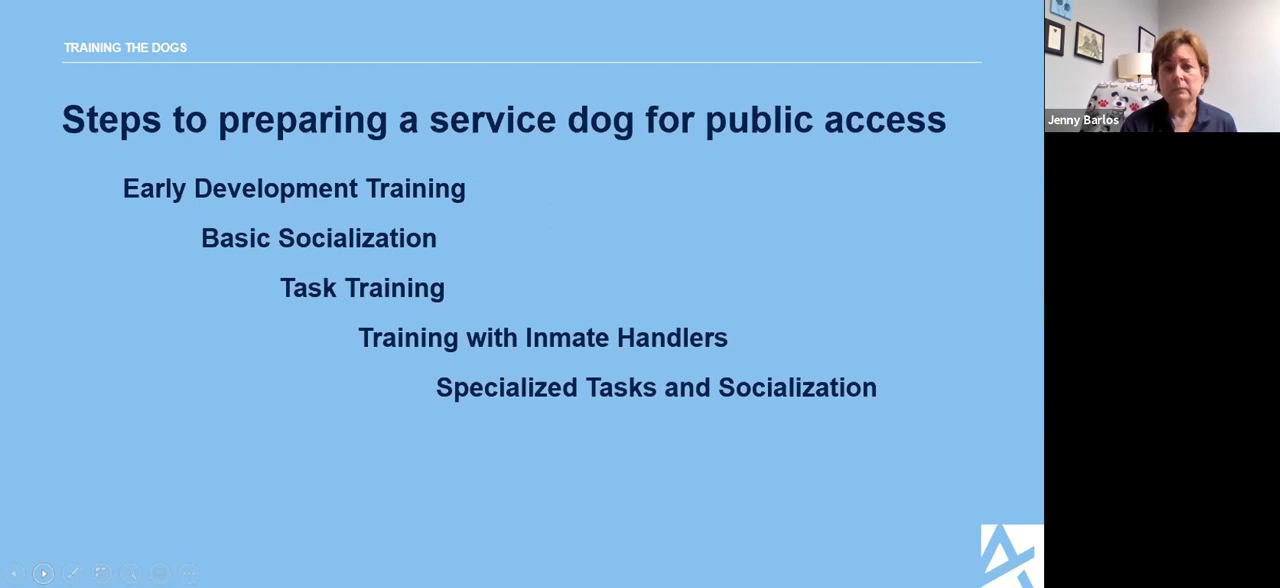 TRAINING THE DOGS
Steps to preparing a service dog for public access
Early Development Training
Basic Socialization
Task Training
Training with Inmate Handlers
Specialized Tasks and Socialization
Jenny Barlos